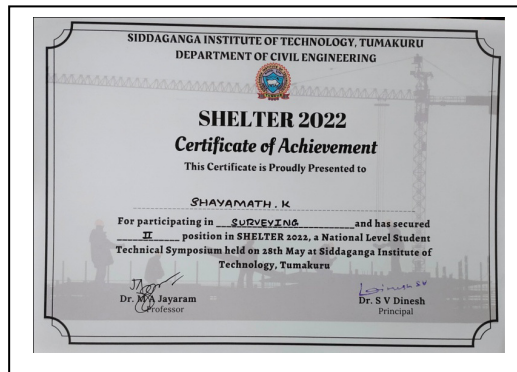 SIDDAGANGA INSTITUTE OF TECHNOLOGY, TUMAKURU
DEPARTMENT OF CIVIL ENGINEERING
SHELTER 2022
Certificate of Achievement
This Certificate is Proudly Presented to
SHAYAMATH . K
For participating in SURVEYING and has secured
II position in SHELTER 2022, a National Level Student
Technical Symposium held on 28th May at Siddaganga Institute of
Technology, Tumakuru
Dr. M A Jayaram
Professor
Dr. S V Dinesh
Principal